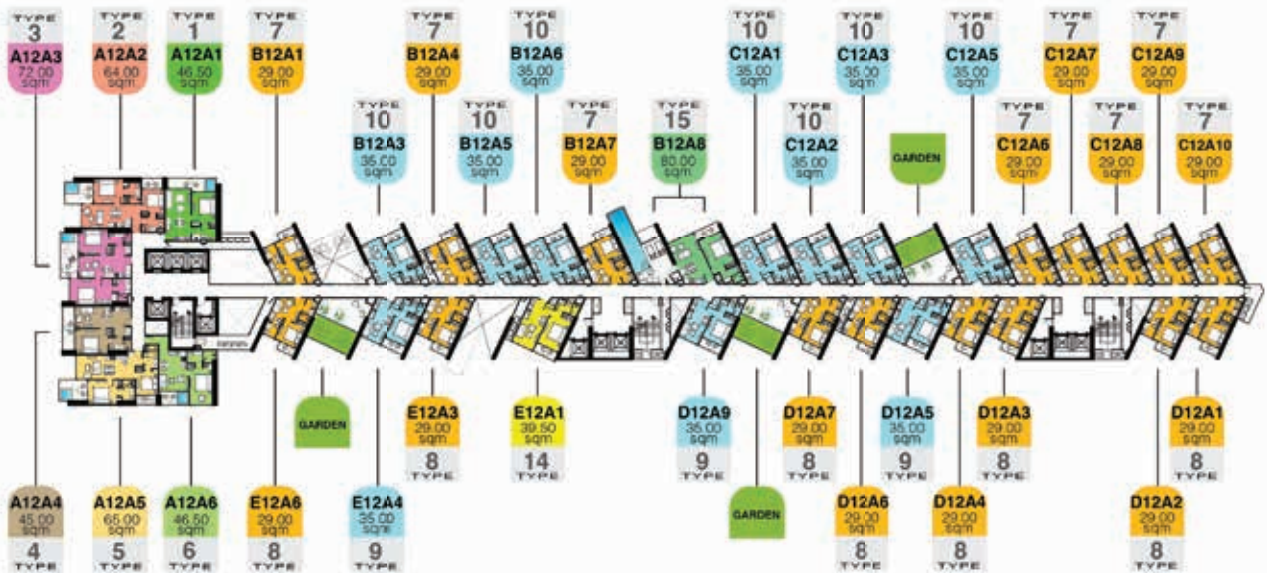 TYPE
3
A12A3
72.00
sqm
TYPE
2
A12A2
64.00
sqm
TYPE
1
A12A1
46.50
sqm
TYPE
7
B12A1
29.00
sqm
TYPE
7
B12A4
29.00
sqm
TYPE
10
B12A6
35.00
sqm
TYPE
10
C12A1
35.00
sqm
TYPE
10
C12A3
35.00
sqm
TYPE
10
C12A5
35.00
sqm
TYPE
7
C12A7
29.00
sqm
TYPE
7
C12A9
29.00
sqm
TYPE
10
B12A3
35.00
sqm
TYPE
10
B12A5
35.00
sqm
TYPE
7
B12A7
29.00
sqm
TYPE
15
B12A8
80.00
sqm
TYPE
10
C12A2
35.00
sqm
GARDEN
TYPE
7
C12A6
29.00
sqm
TYPE
7
C12A8
29.00
sqm
TYPE
7
C12A10
29.00
sqm
GARDEN
E12A3
29.00
sqm
8
TYPE
E12A1
39.50
sqm
14
TYPE
D12A9
35.00
sqm
9
TYPE
D12A7
29.00
sqm
8
TYPE
D12A5
35.00
sqm
9
TYPE
D12A3
29.00
sqm
8
TYPE
D12A1
29.00
sqm
8
TYPE
A12A4
45.00
sqm
4
TYPE
A12A5
65.00
sqm
5
TYPE
A12A6
46.50
sqm
6
TYPE
E12A6
29.00
sqm
8
TYPE
E12A4
35.00
sqm
9
TYPE
GARDEN
D12A6
29.00
sqm
8
TYPE
D12A4
29.00
sqm
8
TYPE
D12A2
29.00
sqm
8
TYPE